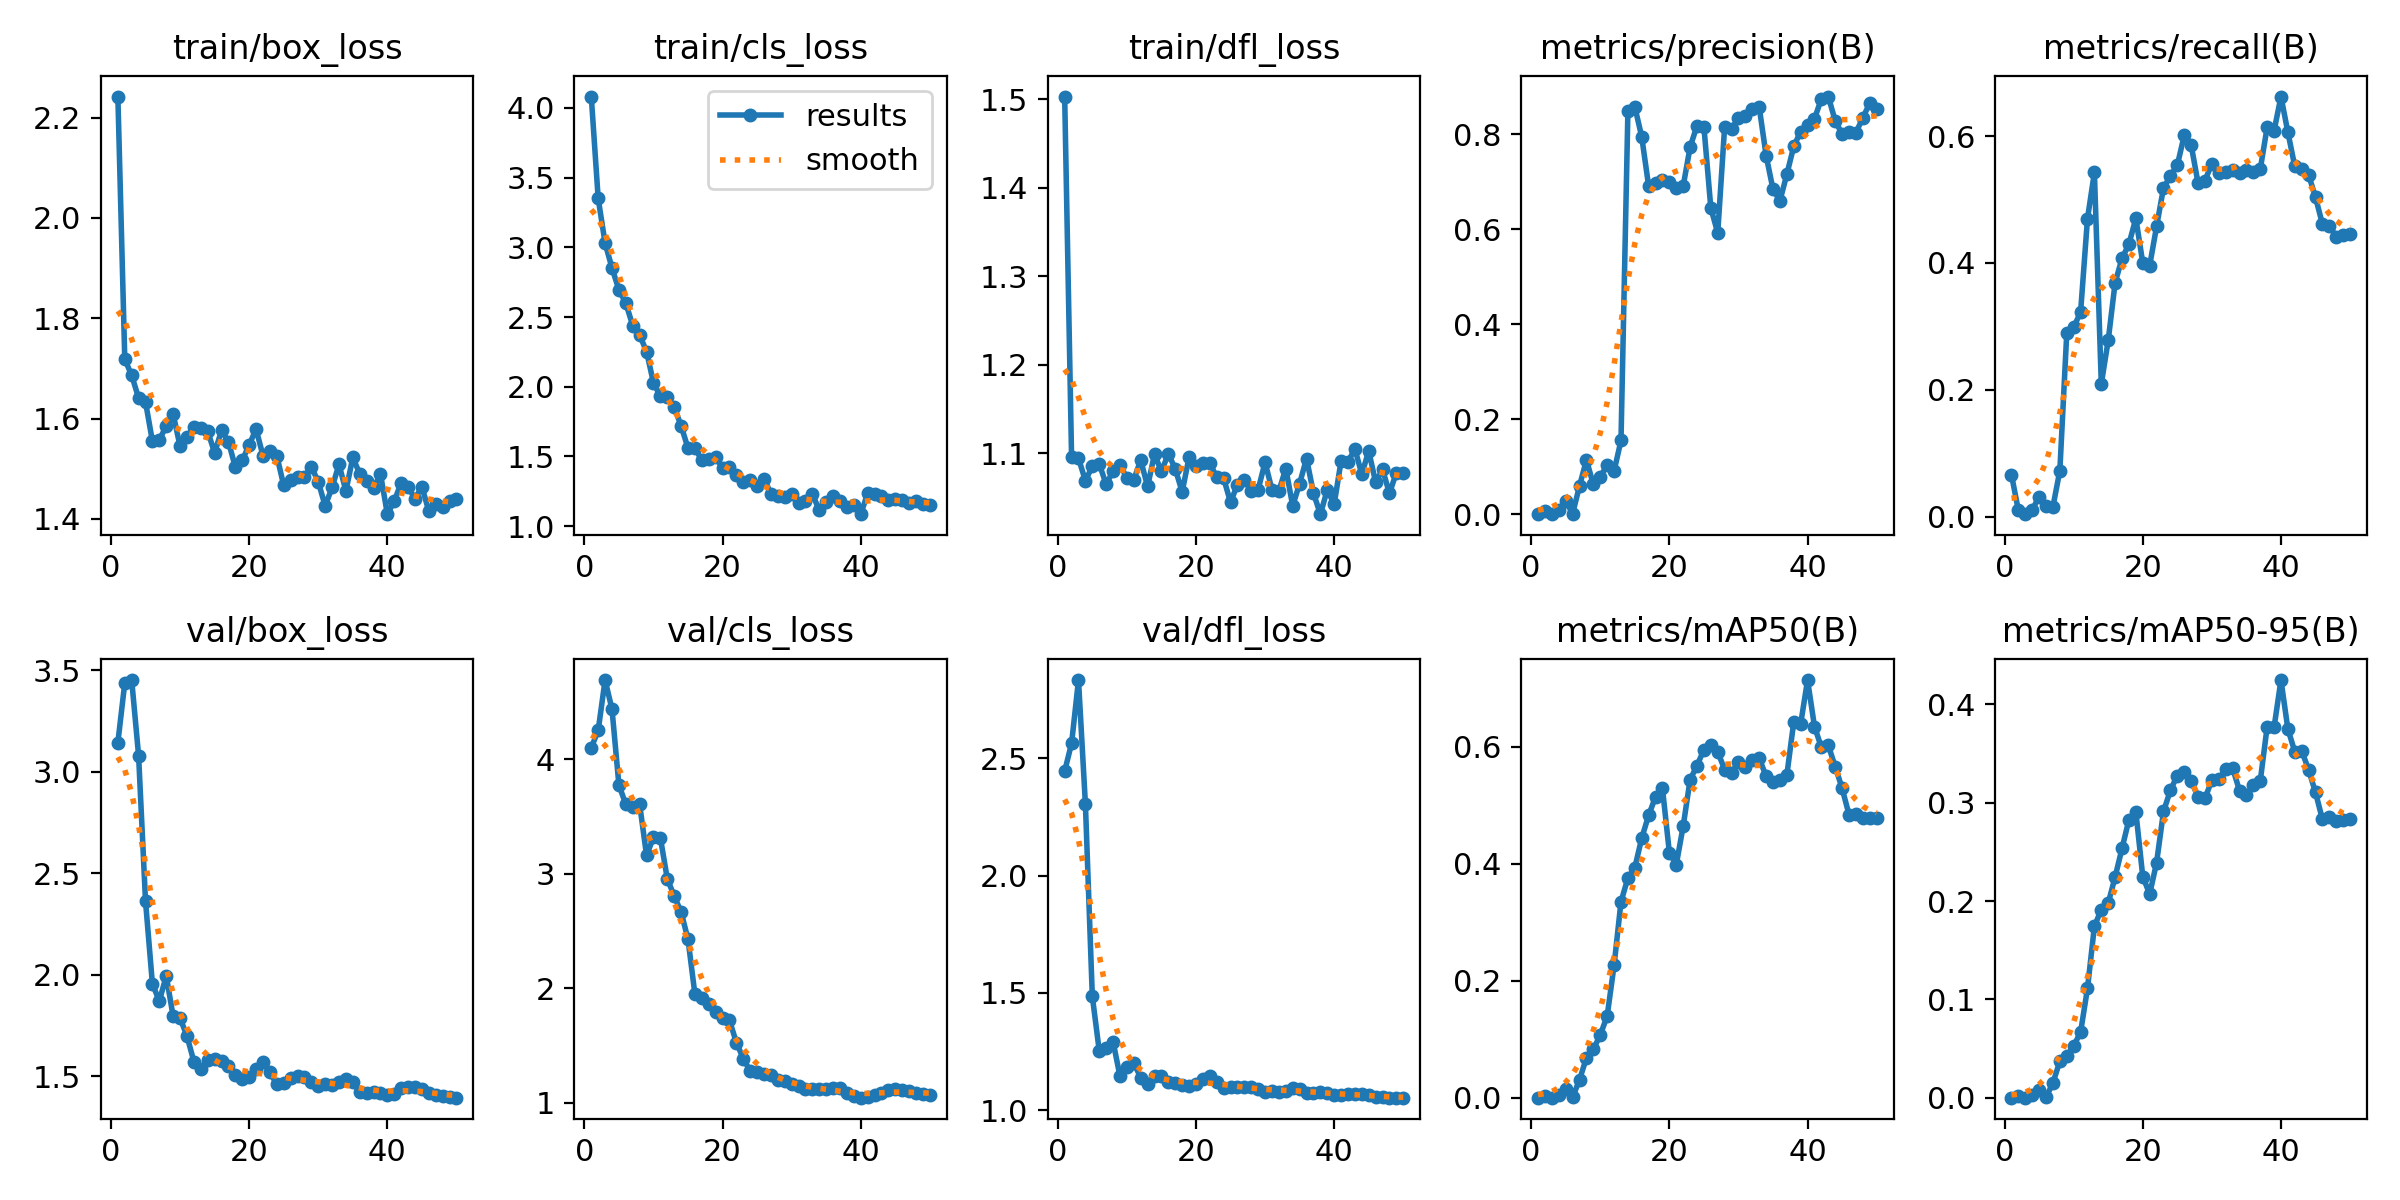 train/box_loss
2.2
2.0
1.8
1.6
1.4
0 20 40
train/cls_loss
4.0
3.5
3.0
2.5
2.0
1.5
1.0
0 20 40
results
smooth
train/dfl_loss
1.5
1.4
1.3
1.2
1.1
0 20 40
metrics/precision(B)
0.8
0.6
0.4
0.2
0.0
0 20 40
metrics/recall(B)
0.6
0.4
0.2
0.0
0 20 40
val/box_loss
3.5
3.0
2.5
2.0
1.5
0 20 40
val/cls_loss
4
3
2
1
0 20 40
val/dfl_loss
2.5
2.0
1.5
1.0
0 20 40
metrics/mAP50(B)
0.6
0.4
0.2
0.0
0 20 40
metrics/mAP50-95(B)
0.4
0.3
0.2
0.1
0.0
0 20 40